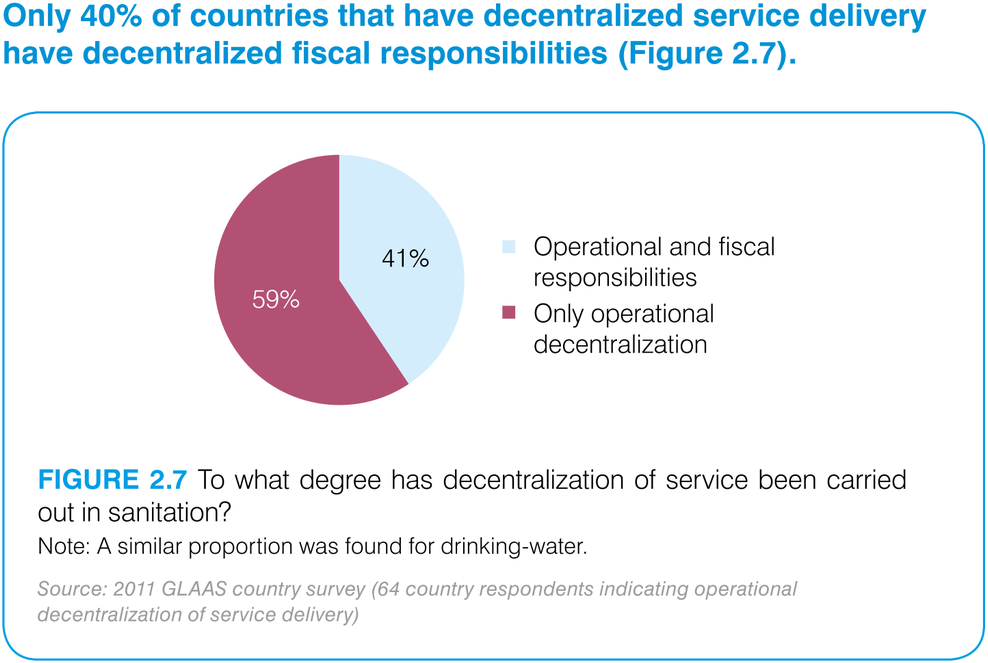 Only 40% of countries that have decentralized service delivery
have decentralized fiscal responsibilities (Figure 2.7).
41%
59%
Operational and fiscal
responsibilities
Only operational
decentralization
FIGURE 2.7 To what degree has decentralization of service been carried
out in sanitation?
Note: A similar proportion was found for drinking-water.
Source: 2011 GLAAS country survey (64 country respondents indicating operational
decentralization of service delivery)